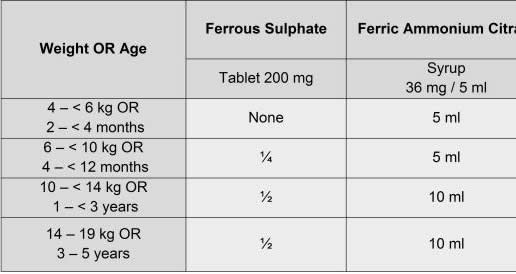 Weight OR Age
Ferrous Sulphate
Ferric Ammonium Citra
Tablet 200 mg
Syrup
36 mg / 5 ml
4 – < 6 kg OR
2 – < 4 months
None
5 ml
6 – < 10 kg OR
4 – < 12 months
¼
5 ml
10 – < 14 kg OR
1 – < 3 years
½
10 ml
14 – 19 kg OR
3 – 5 years
½
10 ml